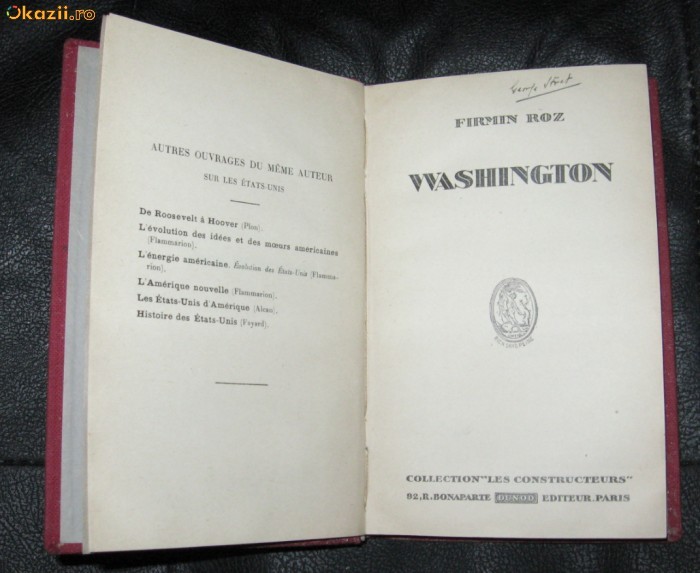 Okazii.ro
AUTRES OUVRAGES DU MÊME AUTEUR
SUR LES ÉTATS-UNIS
De Roosevelt à Hoover (Plon).
L'évolution des idées et des mœurs américaines
(Flammarion).
L'énergie américaine. Évolution des États-Unis (Flamma-
rion).
L'Amérique nouvelle (Flammarion).
Les États-Unis d'Amérique (Alcan).
Histoire des États-Unis (Fayard).
George
FIRMIN ROZ
WASHINGTON
COLLECTION "LES CONSTRUCTEURS"
92, R. BONAPARTE DUNOD EDITEUR. PARIS